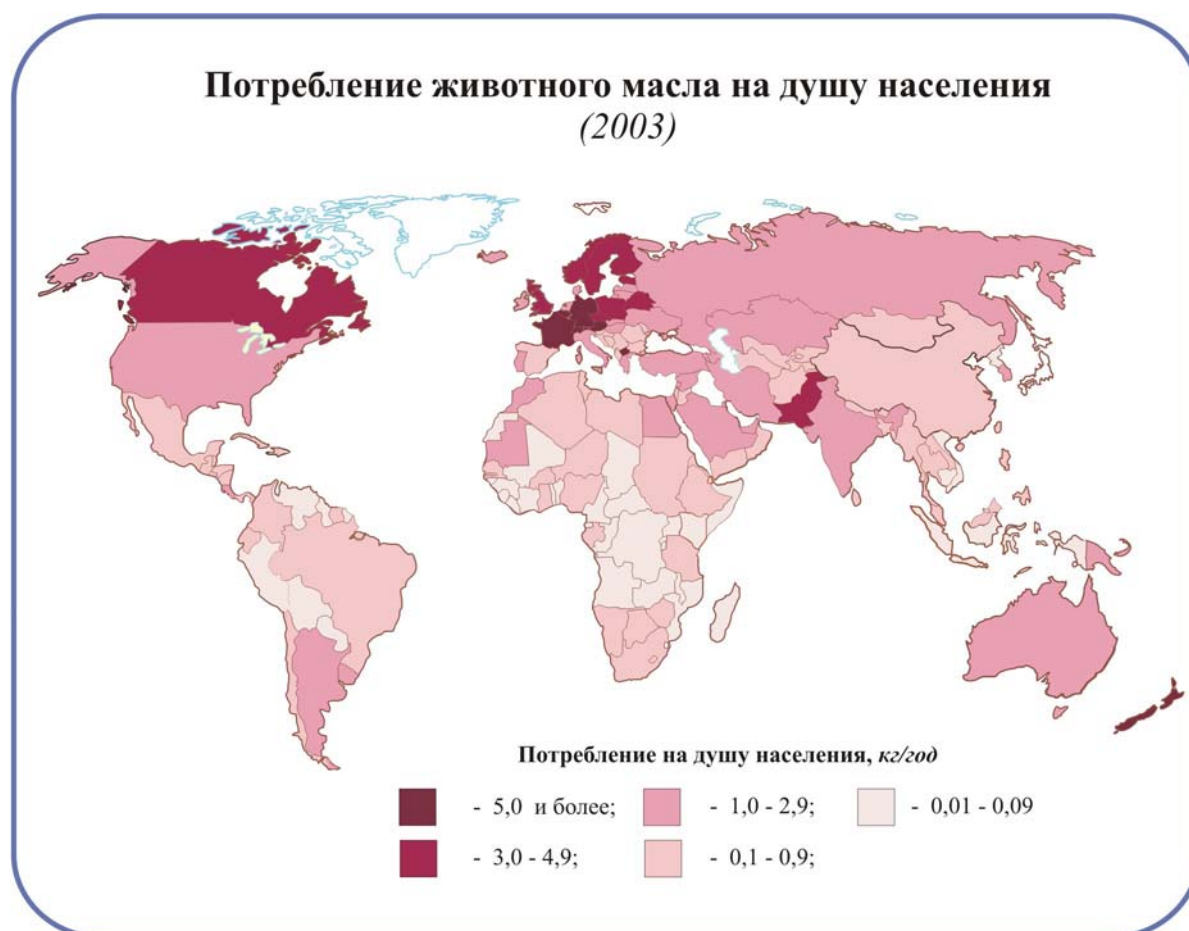 Потребление животного масла на душу населения
(2003)
Потребление на душу населения, кг/год
- 5,0 и более;
- 1,0 - 2,9;
- 0,01 - 0,09
- 3,0 - 4,9;
- 0,1 - 0,9;